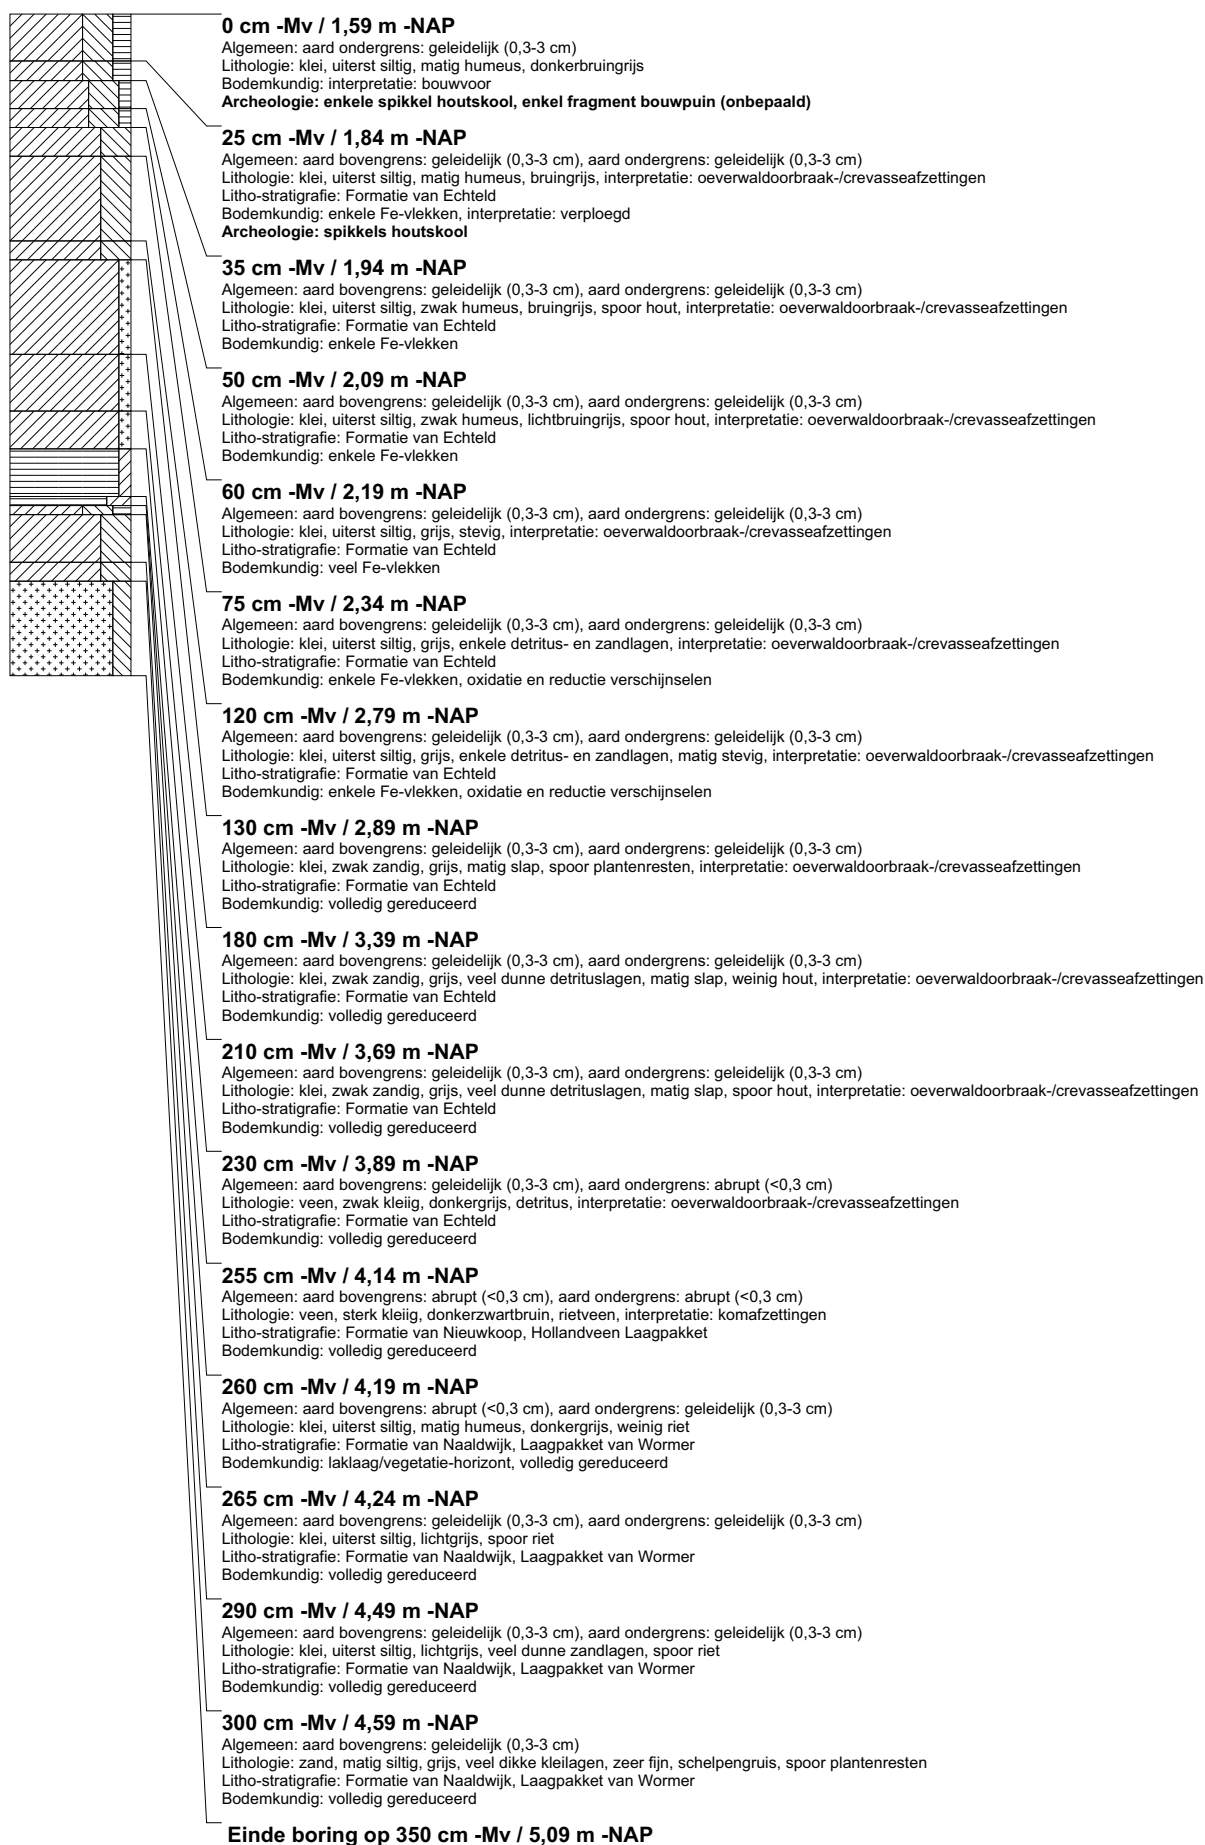 0 cm -Mv / 1,59 m -NAP
Algemeen: aard ondergrens: geleidelijk (0,3-3 cm)
Lithologie: klei, uiterst siltig, matig humeus, donkerbruingrijs
Bodemkundig: interpretatie: bouwvoor
Archeologie: enkele spikkel houtskool, enkel fragment bouwpuin (onbepaald)
25 cm -Mv / 1,84 m -NAP
Algemeen: aard bovengrens: geleidelijk (0,3-3 cm), aard ondergrens: geleidelijk (0,3-3 cm)
Lithologie: klei, uiterst siltig, matig humeus, bruingrijs, interpretatie: oeverwaldoorbraak-/crevasseafzettingen
Litho-stratigrafie: Formatie van Echteld
Bodemkundig: enkele Fe-vlekken, interpretatie: verploegd
Archeologie: spikkels houtskool
35 cm -Mv / 1,94 m -NAP
Algemeen: aard bovengrens: geleidelijk (0,3-3 cm), aard ondergrens: geleidelijk (0,3-3 cm)
Lithologie: klei, uiterst siltig, zwak humeus, bruingrijs, spoor hout, interpretatie: oeverwaldoorbraak-/crevasseafzettingen
Litho-stratigrafie: Formatie van Echteld
Bodemkundig: enkele Fe-vlekken
50 cm -Mv / 2,09 m -NAP
Algemeen: aard bovengrens: geleidelijk (0,3-3 cm), aard ondergrens: geleidelijk (0,3-3 cm)
Lithologie: klei, uiterst siltig, zwak humeus, lichtbruingrijs, spoor hout, interpretatie: oeverwaldoorbraak-/crevasseafzettingen
Litho-stratigrafie: Formatie van Echteld
Bodemkundig: enkele Fe-vlekken
60 cm -Mv / 2,19 m -NAP
Algemeen: aard bovengrens: geleidelijk (0,3-3 cm), aard ondergrens: geleidelijk (0,3-3 cm)
Lithologie: klei, uiterst siltig, grijs, stevig, interpretatie: oeverwaldoorbraak-/crevasseafzettingen
Litho-stratigrafie: Formatie van Echteld
Bodemkundig: veel Fe-vlekken
75 cm -Mv / 2,34 m -NAP
Algemeen: aard bovengrens: geleidelijk (0,3-3 cm), aard ondergrens: geleidelijk (0,3-3 cm)
Lithologie: klei, uiterst siltig, grijs, enkele detritus- en zandlagen, interpretatie: oeverwaldoorbraak-/crevasseafzettingen
Litho-stratigrafie: Formatie van Echteld
Bodemkundig: enkele Fe-vlekken, oxidatie en reductie verschijnselen
120 cm -Mv / 2,79 m -NAP
Algemeen: aard bovengrens: geleidelijk (0,3-3 cm), aard ondergrens: geleidelijk (0,3-3 cm)
Lithologie: klei, uiterst siltig, grijs, enkele detritus- en zandlagen, matig stevig, interpretatie: oeverwaldoorbraak-/crevasseafzettingen
Litho-stratigrafie: Formatie van Echteld
Bodemkundig: enkele Fe-vlekken, oxidatie en reductie verschijnselen
130 cm -Mv / 2,89 m -NAP
Algemeen: aard bovengrens: geleidelijk (0,3-3 cm), aard ondergrens: geleidelijk (0,3-3 cm)
Lithologie: klei, zwak zandig, grijs, matig slap, spoor plantenresten, interpretatie: oeverwaldoorbraak-/crevasseafzettingen
Litho-stratigrafie: Formatie van Echteld
Bodemkundig: volledig gereduceerd
180 cm -Mv / 3,39 m -NAP
Algemeen: aard bovengrens: geleidelijk (0,3-3 cm), aard ondergrens: geleidelijk (0,3-3 cm)
Lithologie: klei, zwak zandig, grijs, veel dunne detrituslagen, matig slap, weinig hout, interpretatie: oeverwaldoorbraak-/crevasseafzettingen
Litho-stratigrafie: Formatie van Echteld
Bodemkundig: volledig gereduceerd
210 cm -Mv / 3,69 m -NAP
Algemeen: aard bovengrens: geleidelijk (0,3-3 cm), aard ondergrens: geleidelijk (0,3-3 cm)
Lithologie: klei, zwak zandig, grijs, veel dunne detrituslagen, matig slap, spoor hout, interpretatie: oeverwaldoorbraak-/crevasseafzettingen
Litho-stratigrafie: Formatie van Echteld
Bodemkundig: volledig gereduceerd
230 cm -Mv / 3,89 m -NAP
Algemeen: aard bovengrens: geleidelijk (0,3-3 cm), aard ondergrens: abrupt (<0,3 cm)
Lithologie: veen, zwak kleiig, donkergrijs, detritus, interpretatie: oeverwaldoorbraak-/crevasseafzettingen
Litho-stratigrafie: Formatie van Echteld
Bodemkundig: volledig gereduceerd
255 cm -Mv / 4,14 m -NAP
Algemeen: aard bovengrens: abrupt (<0,3 cm), aard ondergrens: abrupt (<0,3 cm)
Lithologie: veen, sterk kleiig, donkerzwartbruin, rietveen, interpretatie: komafzettingen
Litho-stratigrafie: Formatie van Nieuwkoop, Hollandveen Laagpakket
Bodemkundig: volledig gereduceerd
260 cm -Mv / 4,19 m -NAP
Algemeen: aard bovengrens: abrupt (<0,3 cm), aard ondergrens: geleidelijk (0,3-3 cm)
Lithologie: klei, uiterst siltig, matig humeus, donkergrijs, weinig riet
Litho-stratigrafie: Formatie van Naaldwijk, Laagpakket van Wormer
Bodemkundig: laklaag/vegetatie-horizont, volledig gereduceerd
265 cm -Mv / 4,24 m -NAP
Algemeen: aard bovengrens: geleidelijk (0,3-3 cm), aard ondergrens: geleidelijk (0,3-3 cm)
Lithologie: klei, uiterst siltig, lichtgrijs, spoor riet
Litho-stratigrafie: Formatie van Naaldwijk, Laagpakket van Wormer
Bodemkundig: volledig gereduceerd
290 cm -Mv / 4,49 m -NAP
Algemeen: aard bovengrens: geleidelijk (0,3-3 cm), aard ondergrens: geleidelijk (0,3-3 cm)
Lithologie: klei, uiterst siltig, lichtgrijs, veel dunne zandlagen, spoor riet
Litho-stratigrafie: Formatie van Naaldwijk, Laagpakket van Wormer
Bodemkundig: volledig gereduceerd
300 cm -Mv / 4,59 m -NAP
Algemeen: aard bovengrens: geleidelijk (0,3-3 cm)
Lithologie: zand, matig siltig, grijs, veel dikke kleilagen, zeer fijn, schelpengruis, spoor plantenresten
Litho-stratigrafie: Formatie van Naaldwijk, Laagpakket van Wormer
Bodemkundig: volledig gereduceerd
Einde boring op 350 cm -Mv / 5,09 m -NAP